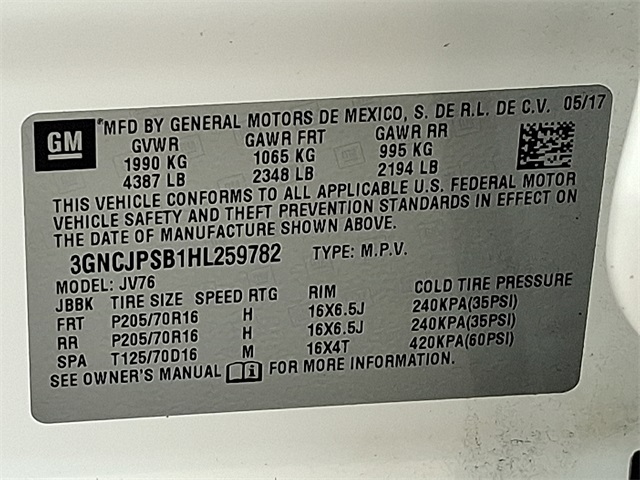 GM
*MFD BY GENERAL MOTORS DE MEXICO, S. DE R.L. DE C.V. 05/17
GVWR GAWR FRT GAWR RR
1990 KG 1065 KG 995 KG
4387 LB 2348 LB 2194 LB
THIS VEHICLE CONFORMS TO ALL APPLICABLE U.S. FEDERAL MOTOR
VEHICLE SAFETY AND THEFT PREVENTION STANDARDS IN EFFECT ON
THE DATE OF MANUFACTURE SHOWN ABOVE.
3GNCJPSB1HL259782 TYPE: M.P.V.
MODEL: JV76
JBBK TIRE SIZE SPEED RTG RIM COLD TIRE PRESSURE
FRT P205/70R16 H 16X6.5J 240KPA(35PSI)
RR P205/70R16 H 16X6.5J 240KPA(35PSI)
SPA T125/70D16 M 16X4T 420KPA(60PSI)
SEE OWNER'S MANUAL FOR MORE INFORMATION.